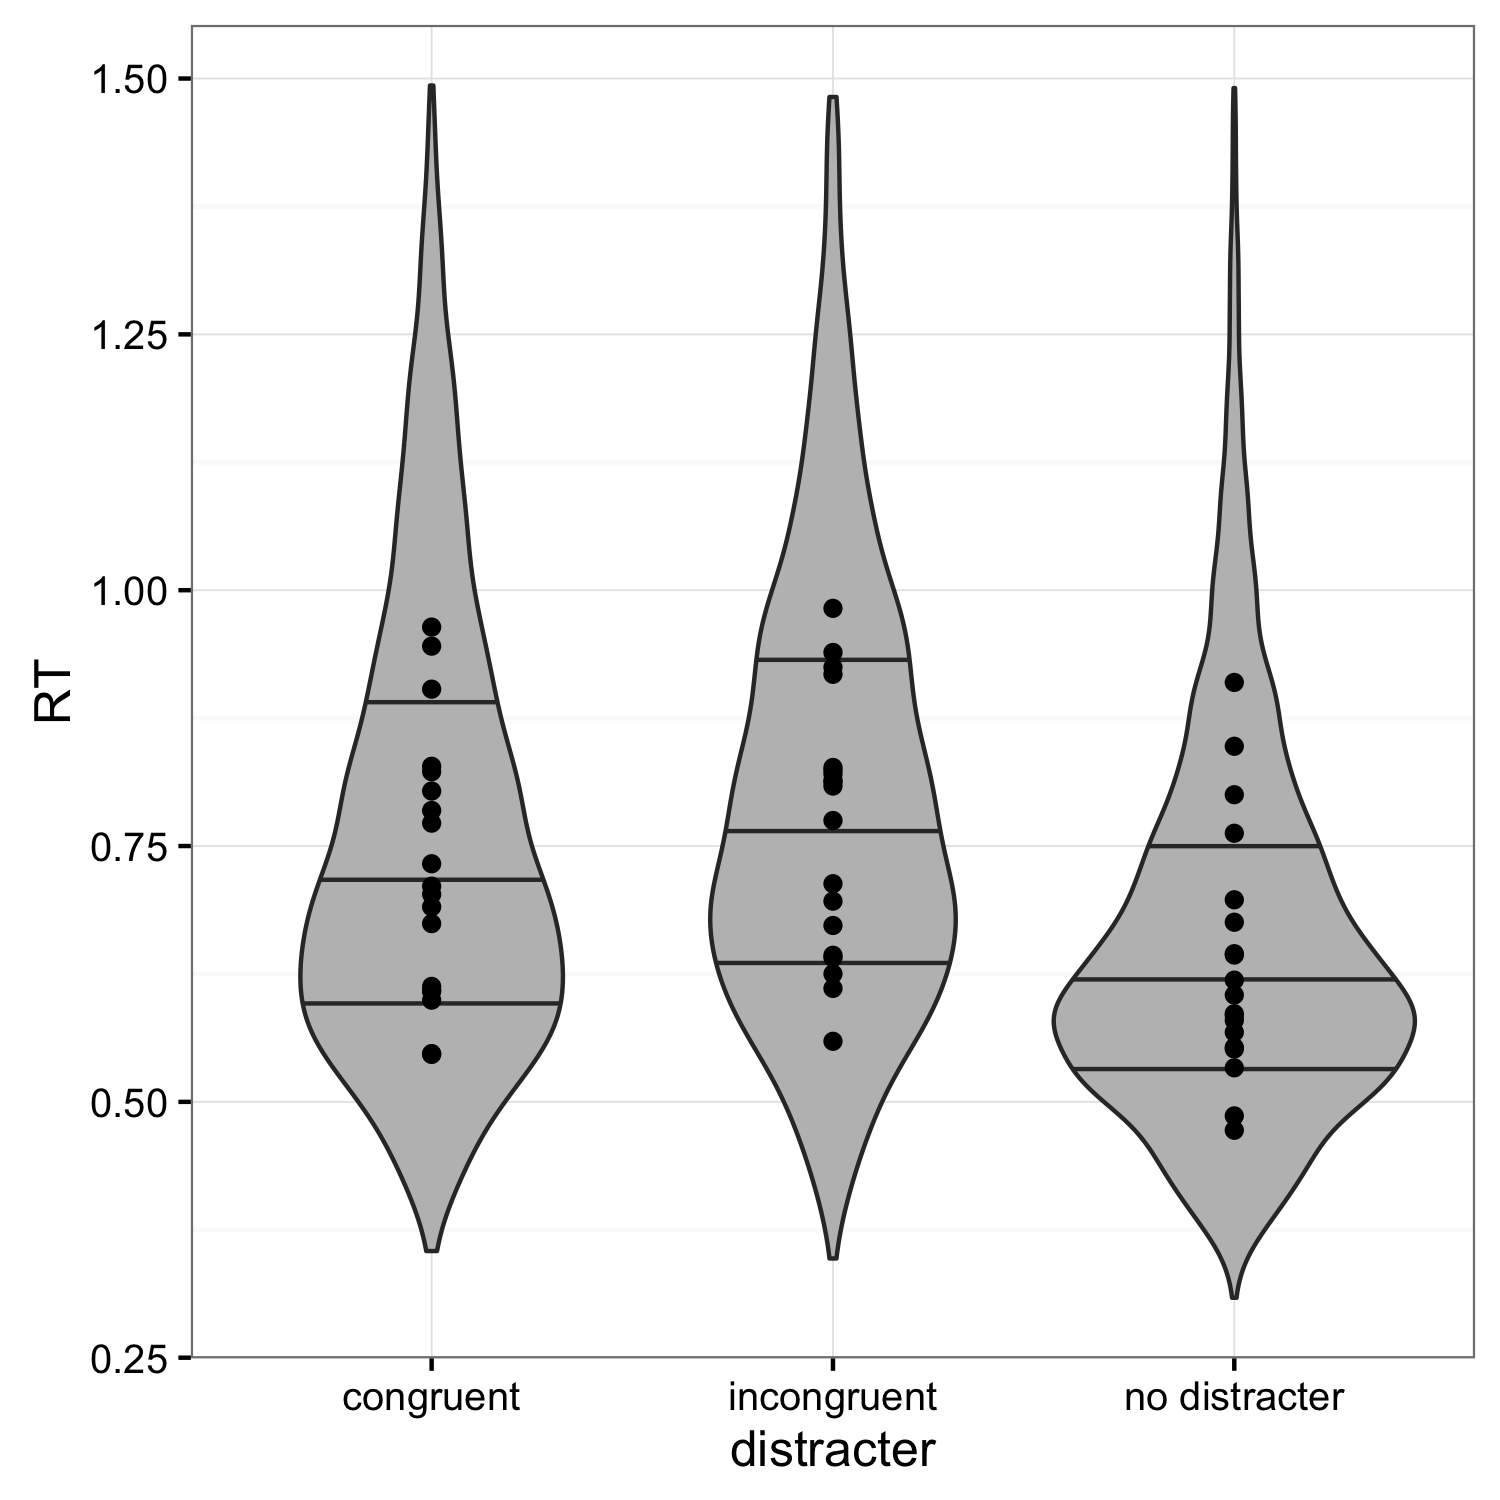 1.50
1.25
1.00
0.75
0.50
0.25
RT
congruent
incongruent
no distracter
distracter